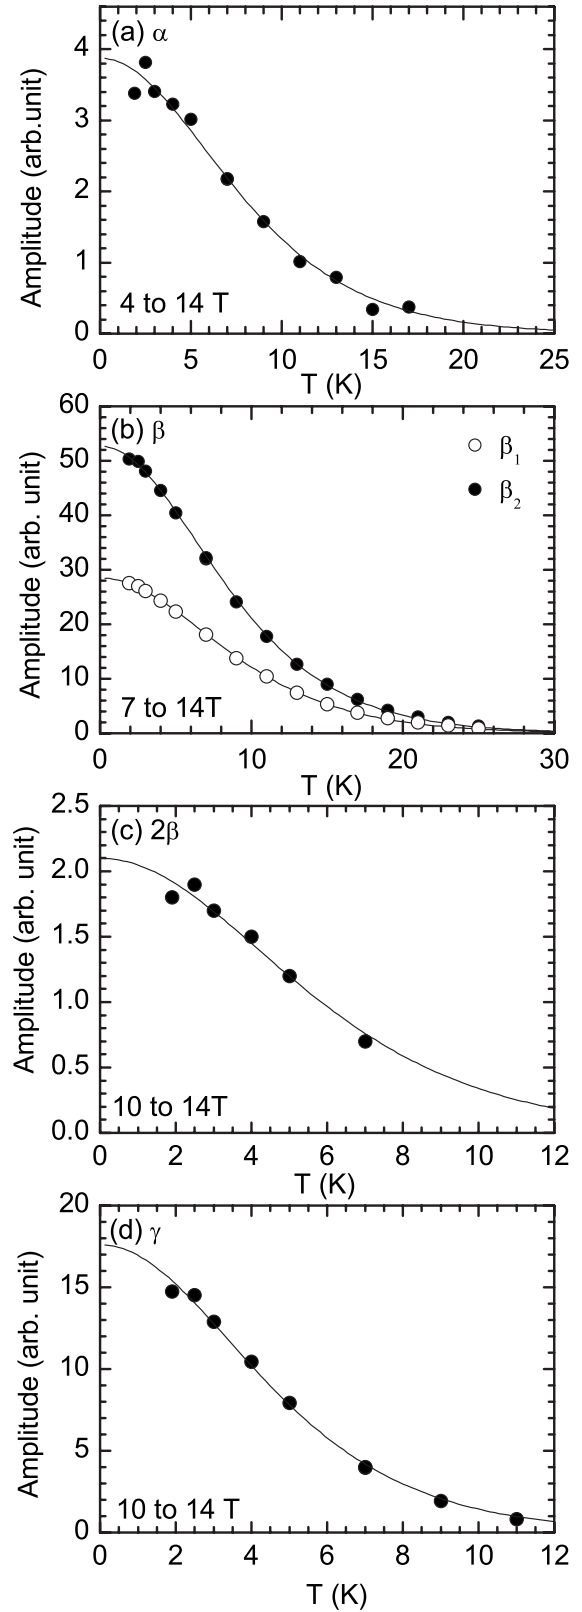 (a) α
Amplitude (arb.unit)
4
3
2
1
0
4 to 14 T
0 5 10 15 20 25
T (K)
(b) β
Amplitude (arb. unit)
60
50
40
30
20
10
0
β1
β2
7 to 14T
0 10 20 30
T (K)
(c) 2β
Amplitude (arb. unit)
2.5
2.0
1.5
1.0
0.5
0.0
10 to 14T
0 2 4 6 8 10 12
T (K)
(d) γ
Amplitude (arb. unit)
20
15
10
5
0
10 to 14 T
0 2 4 6 8 10 12
T (K)